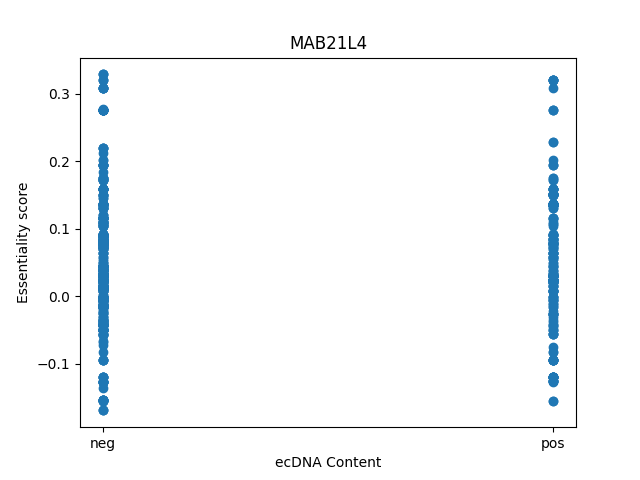 MAB21L4
Essentiality score
0.3
0.2
0.1
0.0
−0.1
neg
pos
ecDNA Content